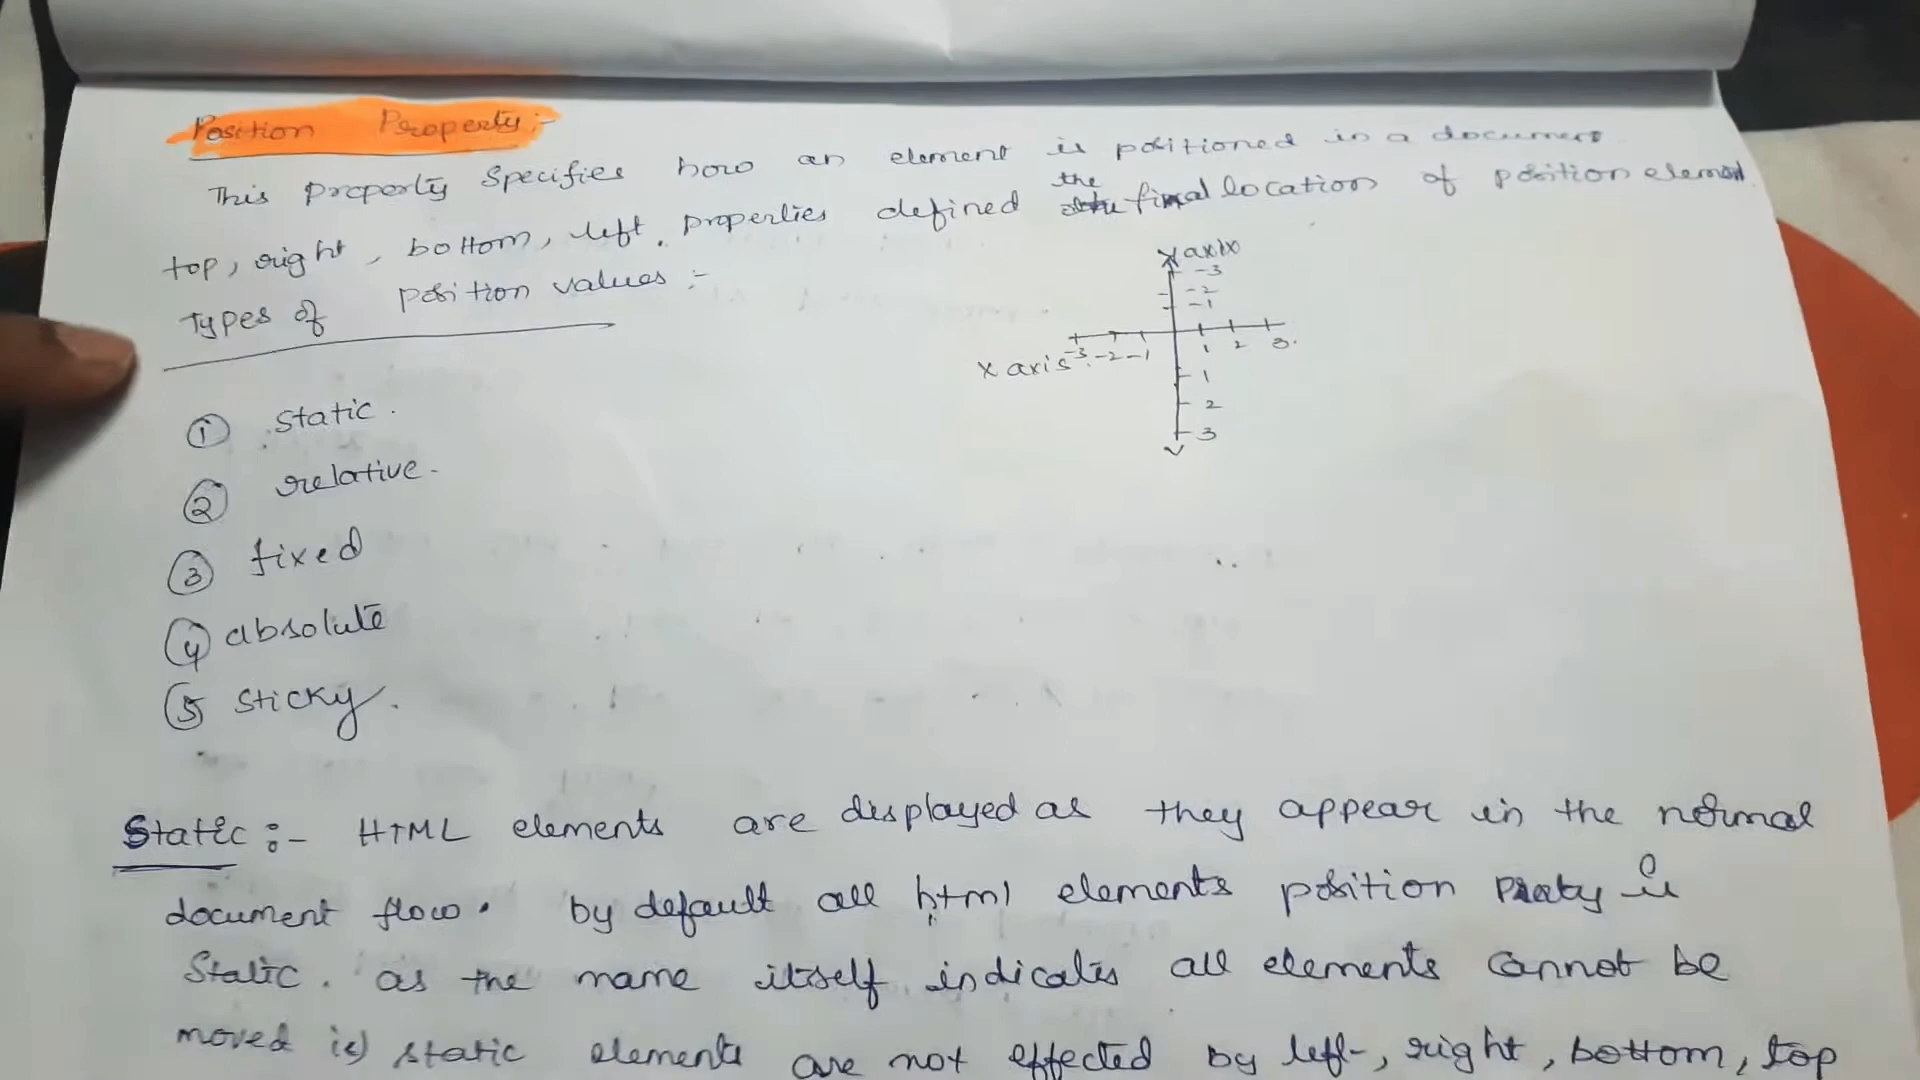 Position Property:-
This property specifies how an element is positioned in a document
top, right, bottom, left. properties defined the final location of position element
Types of position values :-
① static.
② relative.
③ fixed
④ absolute
⑤ sticky.
axix
-3
-2
-1
x axis -3 -2 -1 1 2 3.
1
2
3
Static :- HTML elements are displayed as they appear in the normal
document flow. by default all html elements position is
Static. as the name itself indicates all elements cannot be
moved ie) static elements are not effected by left, right, bottom, top